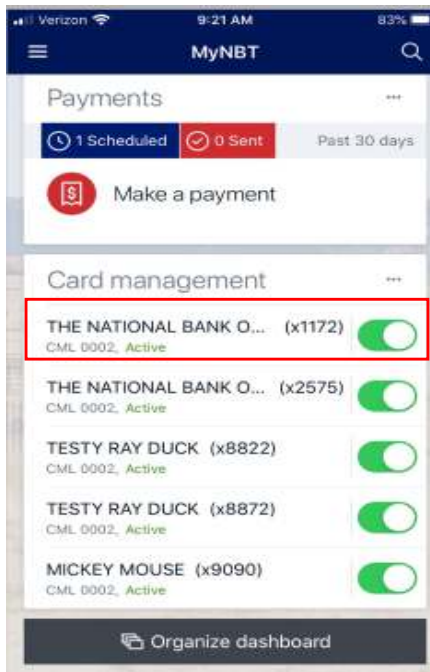 Verizon 9:21 AM 83%
MyNBT
Payments ...
1 Scheduled 0 Sent Past 30 days
Make a payment
Card management ...
THE NATIONAL BANK O... (x1172)
CML 0002, Active
THE NATIONAL BANK O... (x2575)
CML 0002, Active
TESTY RAY DUCK (x8822)
CML 0002, Active
TESTY RAY DUCK (x8872)
CML 0002, Active
MICKEY MOUSE (x9090)
CML 0002, Active
Organize dashboard